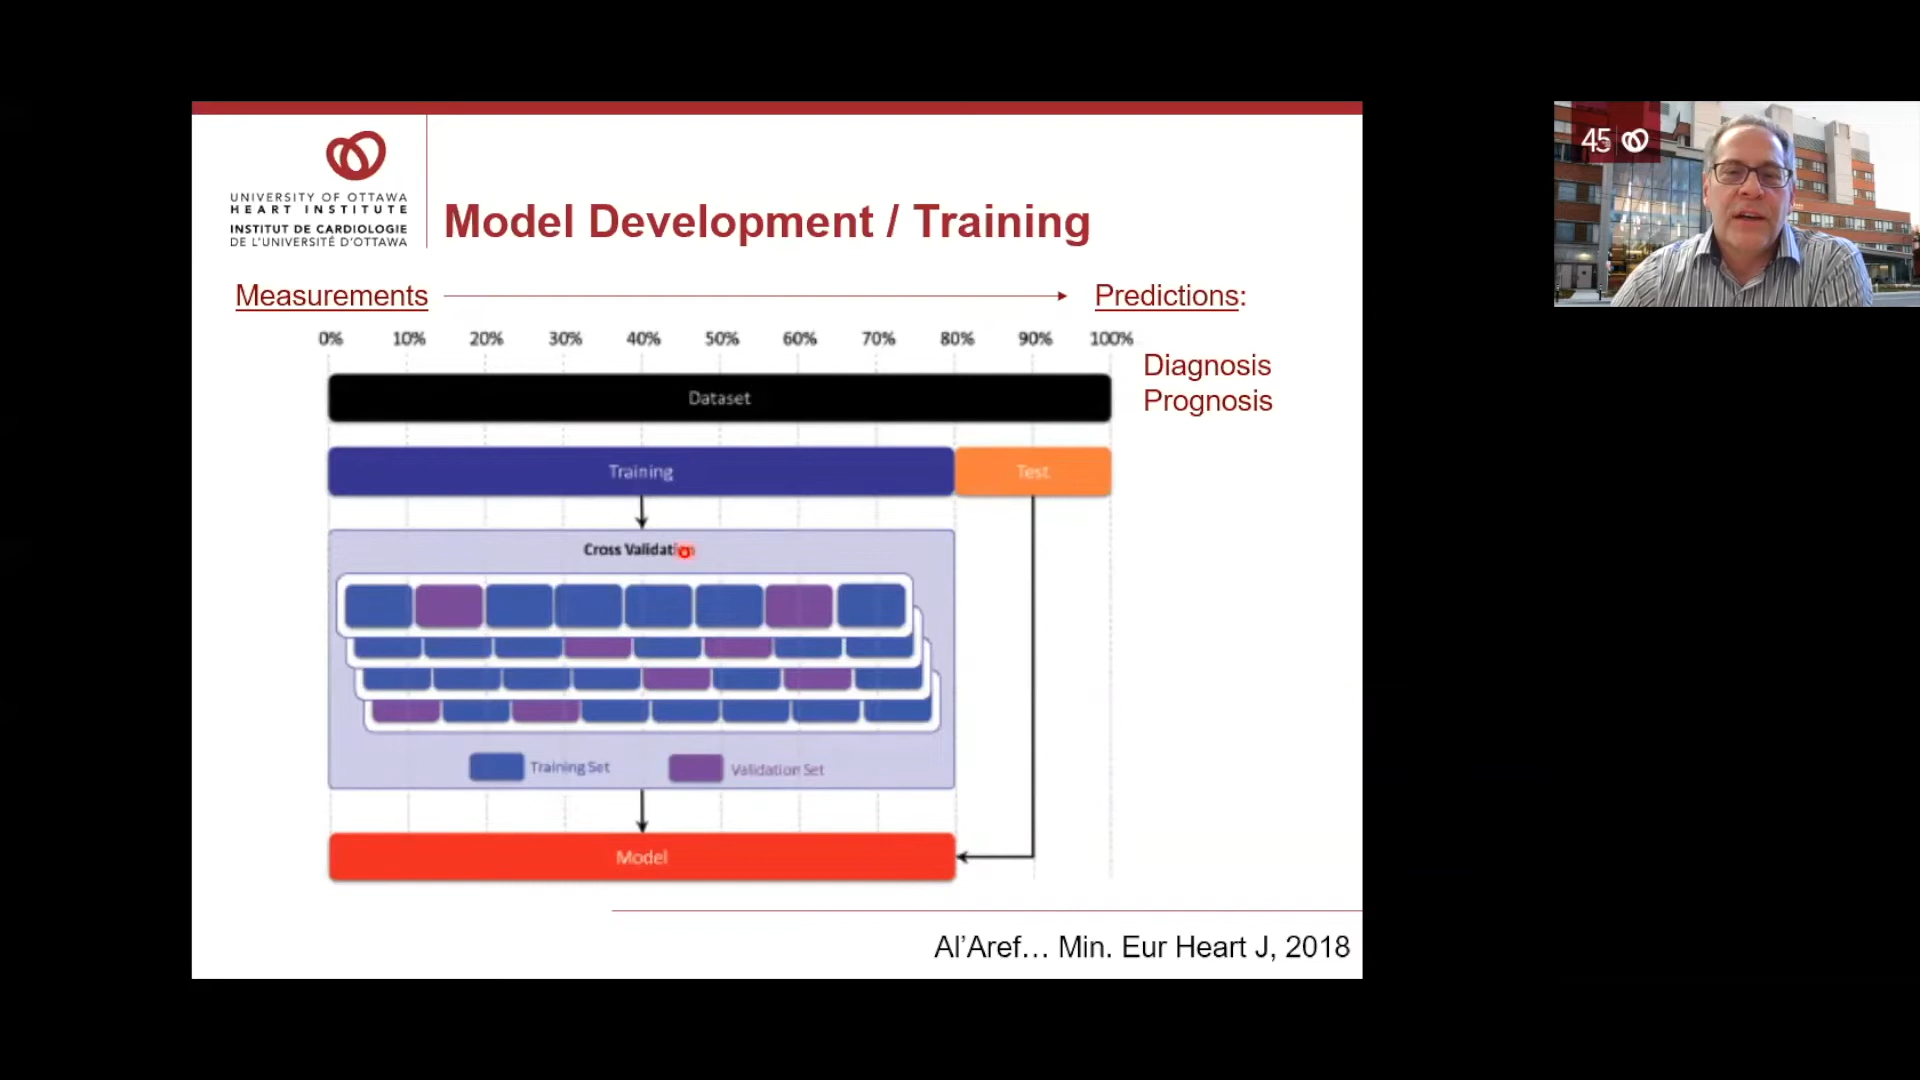 UNIVERSITY OF OTTAWA
HEART INSTITUTE
INSTITUT DE CARDIOLOGIE
DE L'UNIVERSITÉ D'OTTAWA
Model Development / Training
Measurements
Predictions:
0% 10% 20% 30% 40% 50% 60% 70% 80% 90% 100%
Diagnosis
Prognosis
Dataset
Training
Test
Cross Validation
Training Set
Validation Set
Model
Al’Aref... Min. Eur Heart J, 2018
45